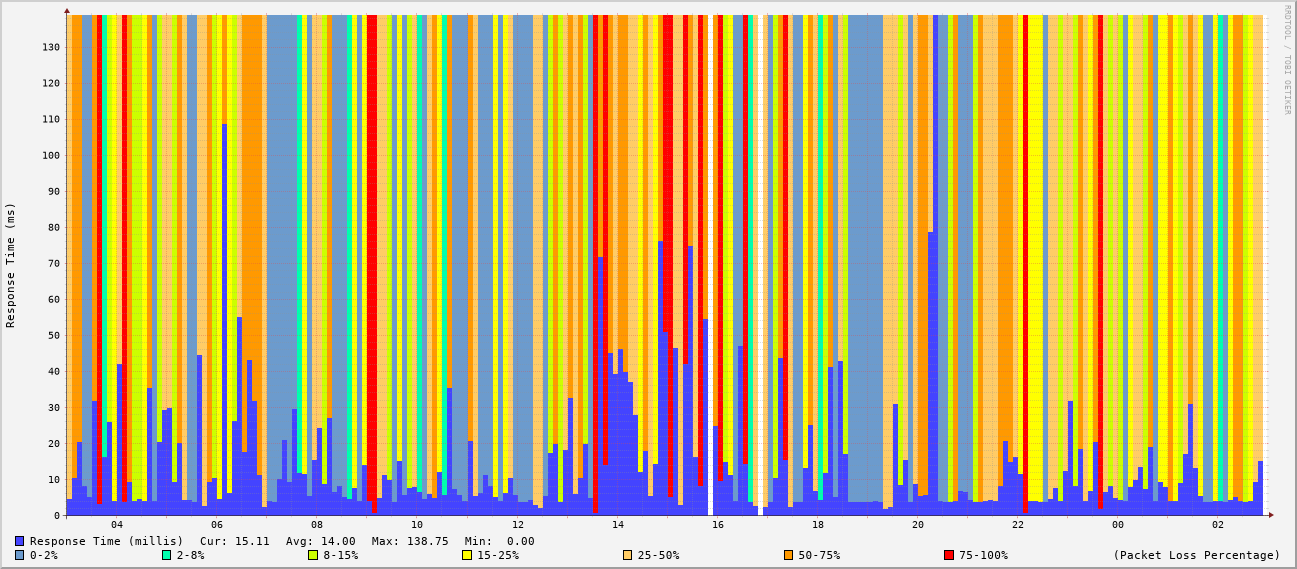 RRDTOOL / TOBI OETIKER
Response Time (ms)
130
120
110
100
90
80
70
60
50
40
30
20
10
0
04 06 08 10 12 14 16 18 20 22 00 02
Response Time (millis) Cur: 15.11 Avg: 14.00 Max: 138.75 Min: 0.00
0-2% 2-8% 8-15% 15-25% 25-50% 50-75% 75-100% (Packet Loss Percentage)